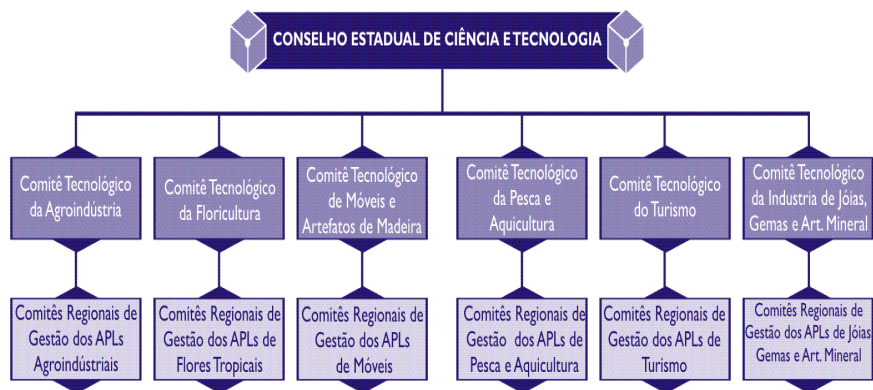 CONSELHO ESTADUAL DE CIÊNCIA E TECNOLOGIA
Comitê Tecnológico
da Agroindústria
Comitê Tecnológico
da Floricultura
Comitê Tecnológico
de Móveis e
Artefatos de Madeira
Comitê Tecnológico
da Pesca e
Aquicultura
Comitê Tecnológico
do Turismo
Comitê Tecnológico
da Industria de Jóias,
Gemas e Art. Mineral
Comitês Regionais de
Gestão dos APLs
Agroindústriais
Comitês Regionais de
Gestão dos APLs de
Flores Tropicais
Comitês Regionais de
Gestão dos APLs
de Móveis
Comitês Regionais de
Gestão dos APLs de
Pesca e Aquicultura
Comitês Regionais de
Gestão dos APLs de
Turismo
Comitês Regionais de
Gestão dos APLs de Jóias
Gemas e Art. Mineral